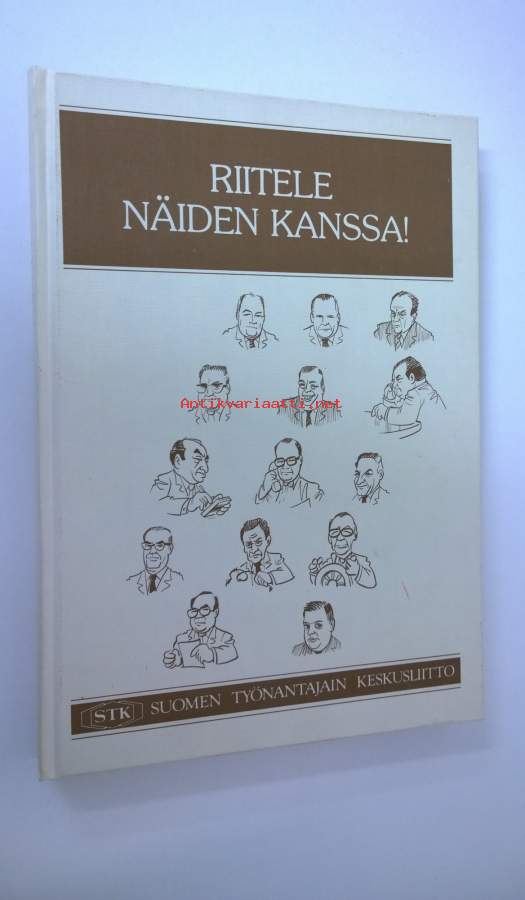 RIITELE
NÄIDEN KANSSA!
Antikvariaatti.net
STK SUOMEN TYÖNANTAJAIN KESKUSLIITTO